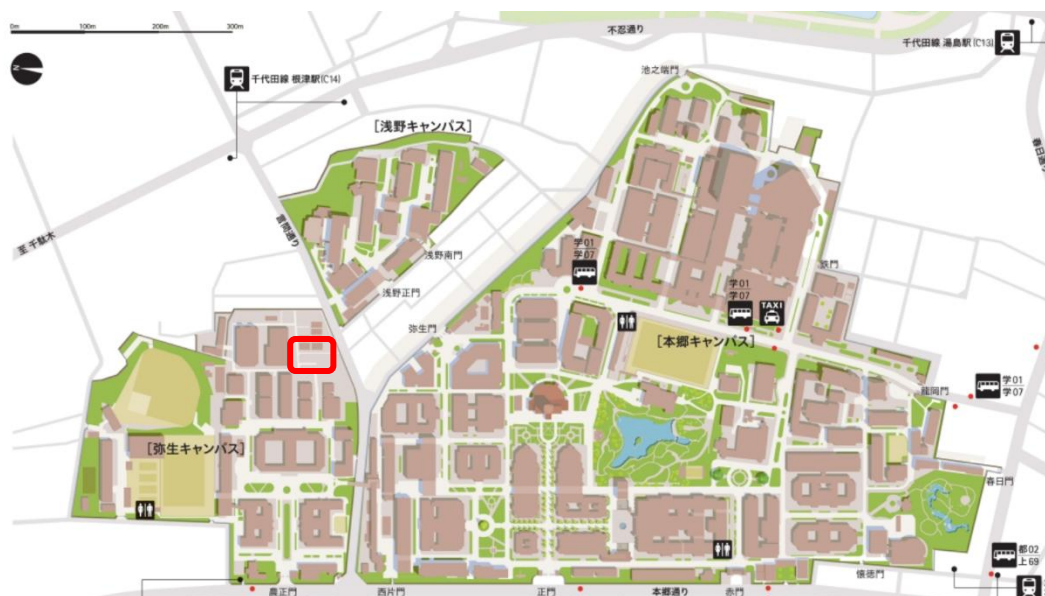 0m 100m 200m 300m
不忍通り
千代田線 湯島駅(C13)
N
千代田線 根津駅(C14)
池之端門
[浅野キャンパス]
春日通り
言問通り
至 千駄木
浅野南門
学01
学07
鉄門
浅野正門
学01
学07
TAXI
弥生門
[本郷キャンパス]
龍岡門
学01
学07
[弥生キャンパス]
春日門
都02
上69
懐徳門
農正門
西片門
正門
本郷通り
赤門